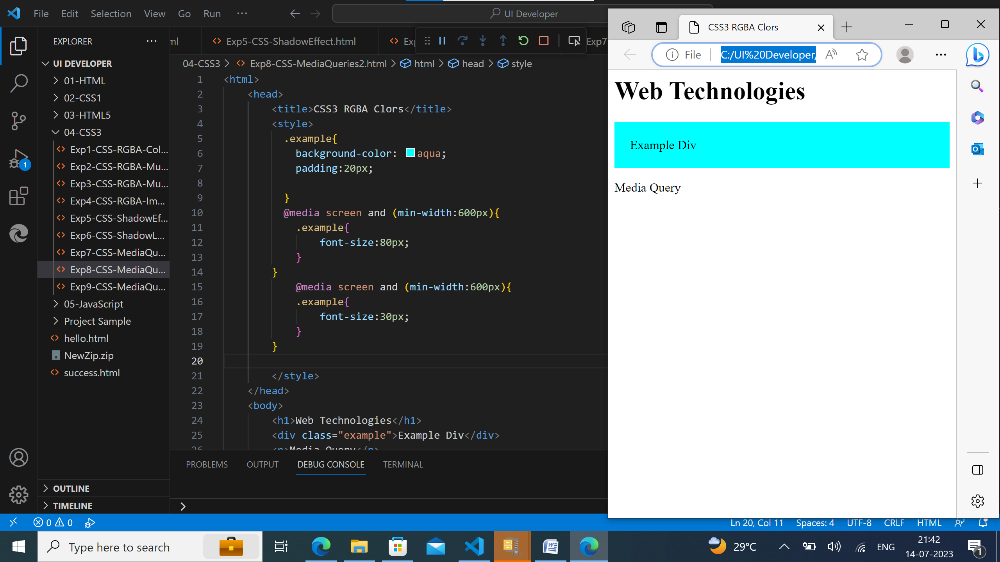 File Edit Selection View Go Run ··· UI Developer
EXPLORER ···
UI DEVELOPER
01-HTML
02-CSS1
03-HTML5
04-CSS3
Exp1-CSS-RGBA-Col...
Exp2-CSS-RGBA-Mu...
Exp3-CSS-RGBA-Mu...
Exp4-CSS-RGBA-Im...
Exp5-CSS-ShadowEf...
Exp6-CSS-ShadowL...
Exp7-CSS-MediaQu...
Exp8-CSS-MediaQu...
Exp9-CSS-MediaQu...
05-JavaScript
Project Sample
hello.html
NewZip.zip
success.html
OUTLINE
TIMELINE
1
ml Exp5-CSS-ShadowEffect.html Exp7
04-CSS3 > Exp8-CSS-MediaQueries2.html > html > head > style
1 <html>
2 <head>
3 <title>CSS3 RGBA Clors</title>
4 <style>
5 .example{
6 background-color: aqua;
7 padding:20px;
8
9 }
10 @media screen and (min-width:600px){
11 .example{
12 font-size:80px;
13 }
14 }
15 @media screen and (min-width:600px){
16 .example{
17 font-size:30px;
18 }
19 }
20
21 </style>
22 </head>
23 <body>
24 <h1>Web Technologies</h1>
25 <div class="example">Example Div</div>
26 <p>Media Query</p>
PROBLEMS OUTPUT DEBUG CONSOLE TERMINAL
CSS3 RGBA Clors
File C:/UI%20Developer/
Web Technologies
Example Div
Media Query
0 0
Ln 20, Col 11 Spaces: 4 UTF-8 CRLF HTML
Type here to search
29°C ENG
21:42
14-07-2023
1